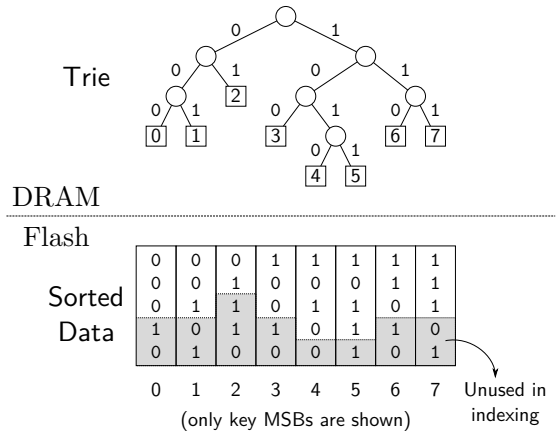 0 1
Trie
0 1 0 1
2
0 1 0 1 0 1
0 1 3 6 7
0 1
4 5
DRAM
Flash
Sorted
Data
0 0 0 1 1 1 1 1
0 0 1 0 0 0 1 1
0 1 1 0 1 1 0 1
1 0 1 1 0 1 1 0
0 1 0 0 0 1 0 1
0 1 2 3 4 5 6 7
(only key MSBs are shown)
Unused in
indexing